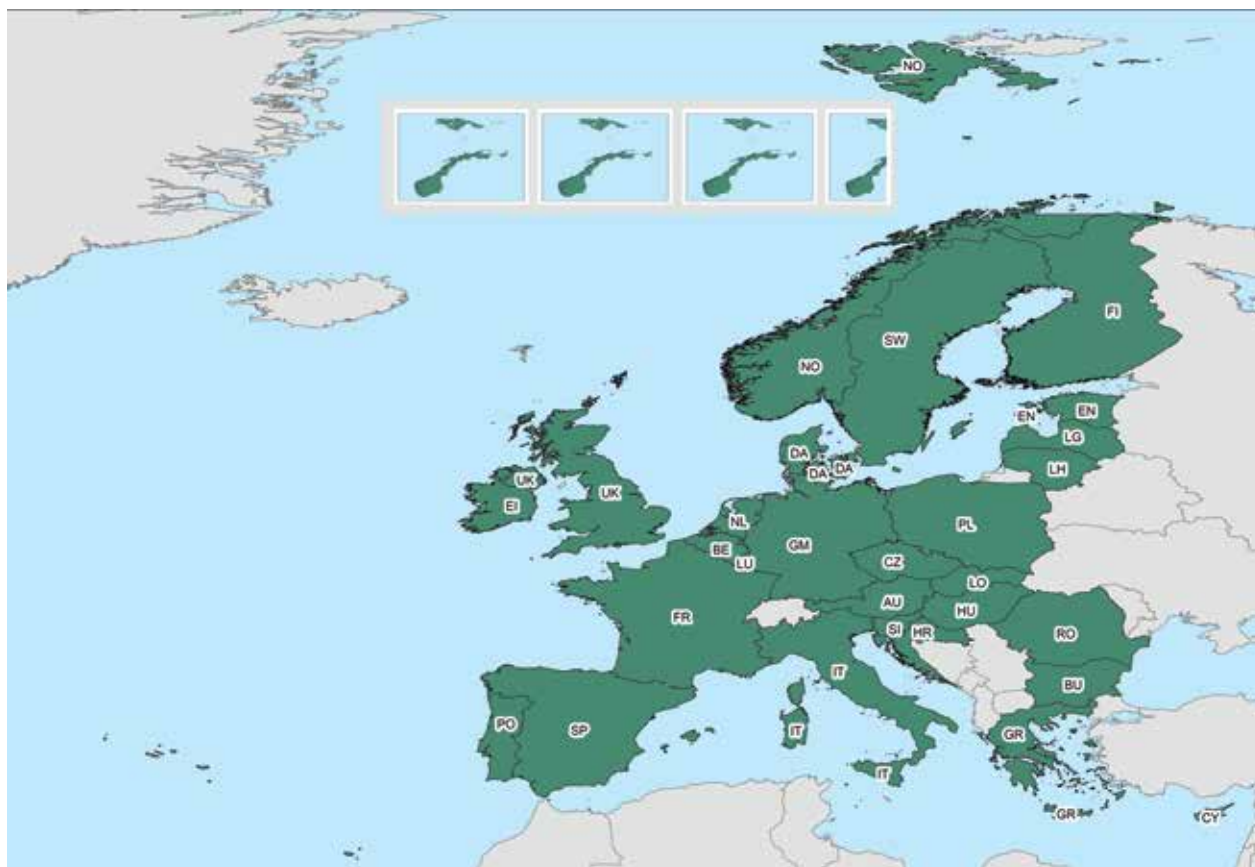 NO
FI
SW
NO
EN
EN
LG
DA
DA
DA
LH
UK
UK
EI
NL
PL
GM
BE
LU
CZ
LO
AU
HU
FR
SI
HR
RO
IT
BU
PO
SP
IT
GR
IT
GR
CY